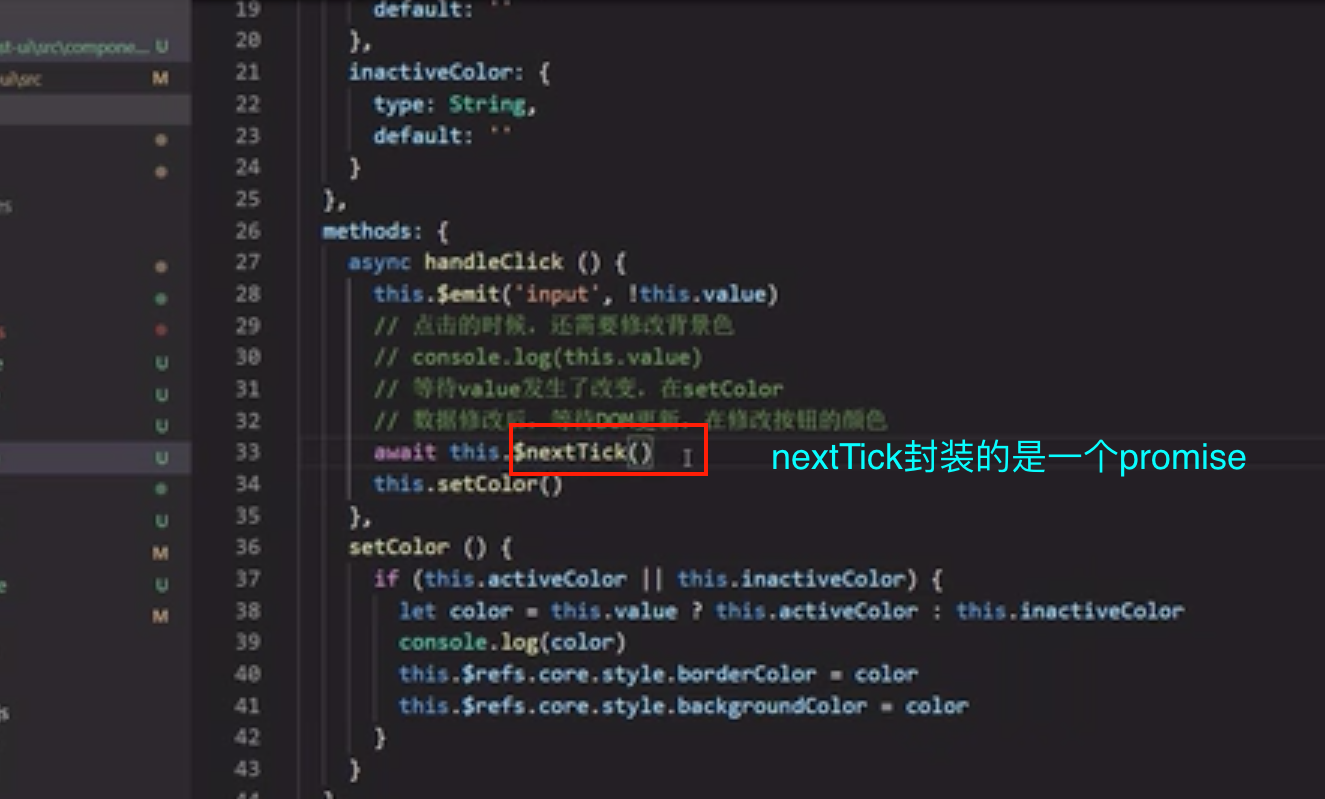 19 default: ''
st-ui\src\compone... U
20 },
21 inactiveColor: {
ui\src M
22 type: String,
23 default: ''
24 }
25 },
26 methods: {
27 async handleClick () {
28 this.$emit('input', !this.value)
29 // 点击的时候，还需要修改背景色
30 // console.log(this.value)
U
31 // 等待value发生了改变，在setColor
U
32 // 数据修改后，等待DOM更新，在修改按钮的颜色
U
33 await this.$nextTick()
nextTick封装的是一个promise
U
34 this.setColor()
35 },
U
36 setColor () {
M
37 if (this.activeColor || this.inactiveColor) {
U
38 let color = this.value ? this.activeColor : this.inactiveColor
M
39 console.log(color)
40 this.$refs.core.style.borderColor = color
41 this.$refs.core.style.backgroundColor = color
42 }
43 }
44 }